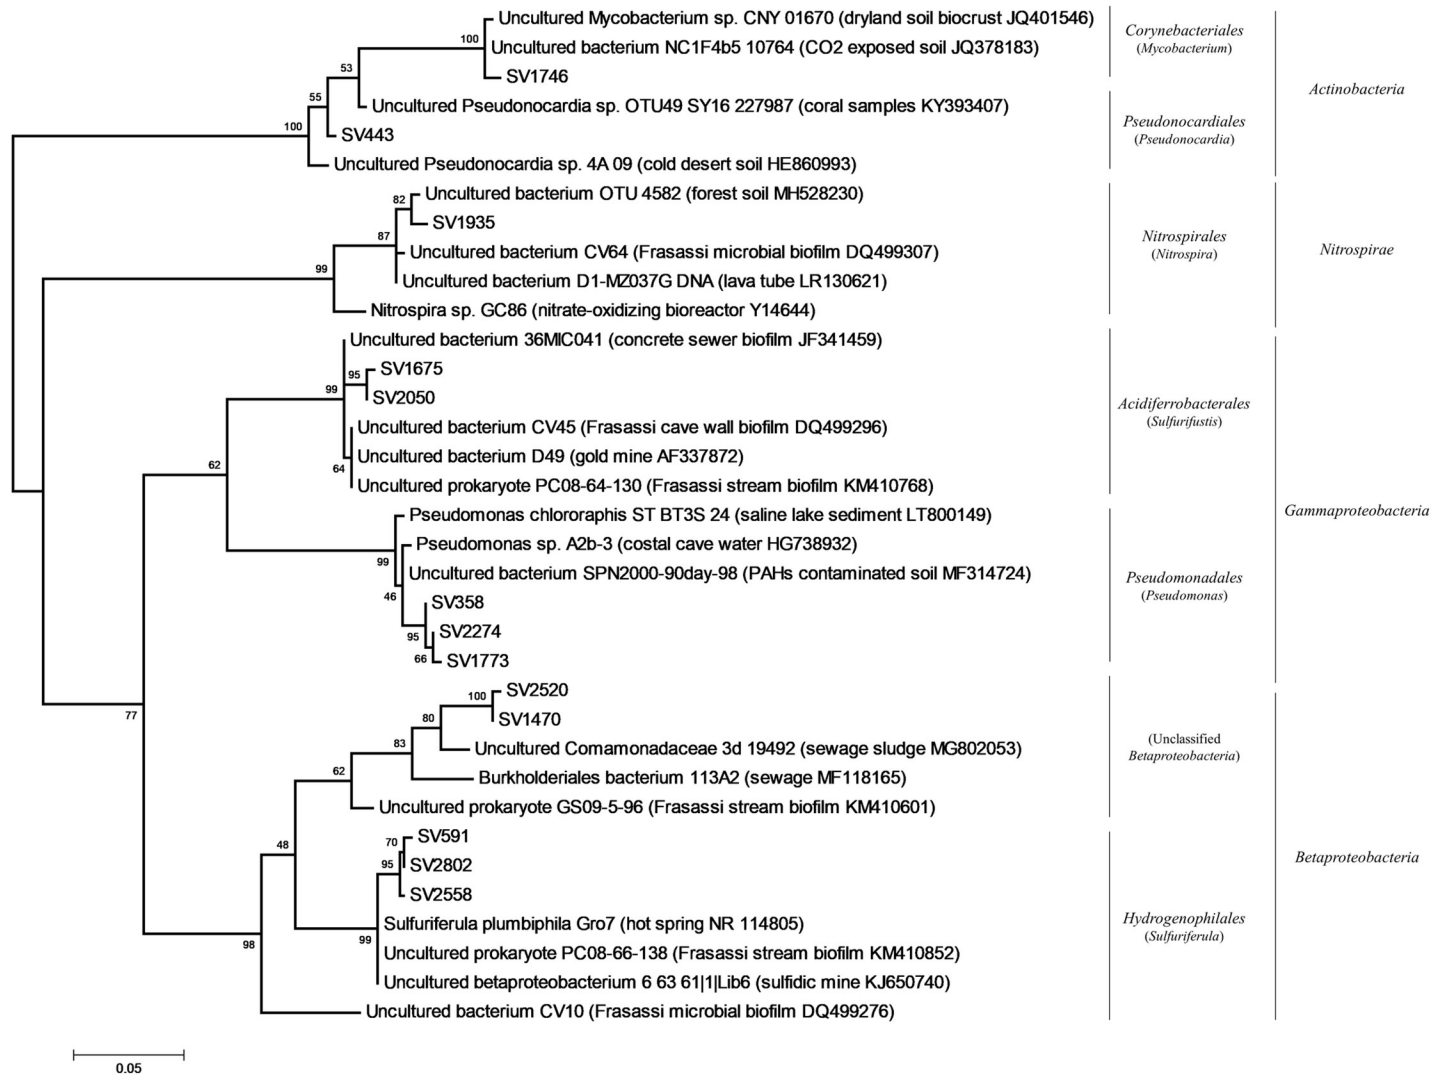 Uncultured Mycobacterium sp. CNY 01670 (dryland soil biocrust JQ401546)
Uncultured bacterium NC1F4b5 10764 (CO2 exposed soil JQ378183)
SV1746
Uncultured Pseudonocardia sp. OTU49 SY16 227987 (coral samples KY393407)
SV443
Uncultured Pseudonocardia sp. 4A 09 (cold desert soil HE860993)
Uncultured bacterium OTU 4582 (forest soil MH528230)
SV1935
Uncultured bacterium CV64 (Frasassi microbial biofilm DQ499307)
Uncultured bacterium D1-MZ037G DNA (lava tube LR130621)
Nitrospira sp. GC86 (nitrate-oxidizing bioreactor Y14644)
Uncultured bacterium 36MIC041 (concrete sewer biofilm JF341459)
SV1675
SV2050
Uncultured bacterium CV45 (Frasassi cave wall biofilm DQ499296)
Uncultured bacterium D49 (gold mine AF337872)
Uncultured prokaryote PC08-64-130 (Frasassi stream biofilm KM410768)
Pseudomonas chlororaphis ST BT3S 24 (saline lake sediment LT800149)
Pseudomonas sp. A2b-3 (costal cave water HG738932)
Uncultured bacterium SPN2000-90day-98 (PAHs contaminated soil MF314724)
SV358
SV2274
SV1773
SV2520
SV1470
Uncultured Comamonadaceae 3d 19492 (sewage sludge MG802053)
Burkholderiales bacterium 113A2 (sewage MF118165)
Uncultured prokaryote GS09-5-96 (Frasassi stream biofilm KM410601)
SV591
SV2802
SV2558
Sulfuriferula plumbiphila Gro7 (hot spring NR 114805)
Uncultured prokaryote PC08-66-138 (Frasassi stream biofilm KM410852)
Uncultured betaproteobacterium 6 63 61|1|Lib6 (sulfidic mine KJ650740)
Uncultured bacterium CV10 (Frasassi microbial biofilm DQ499276)
100
53
55
100
82
87
99
95
99
64
62
99
46
95
66
77
100
80
83
62
48
70
95
99
98
0.05
Corynebacteriales
(Mycobacterium)
Pseudonocardiales
(Pseudonocardia)
Nitrospirales
(Nitrospira)
Acidiferrobacterales
(Sulfurifustis)
Pseudomonadales
(Pseudomonas)
(Unclassified
Betaproteobacteria)
Hydrogenophilales
(Sulfuriferula)
Actinobacteria
Nitrospirae
Gammaproteobacteria
Betaproteobacteria